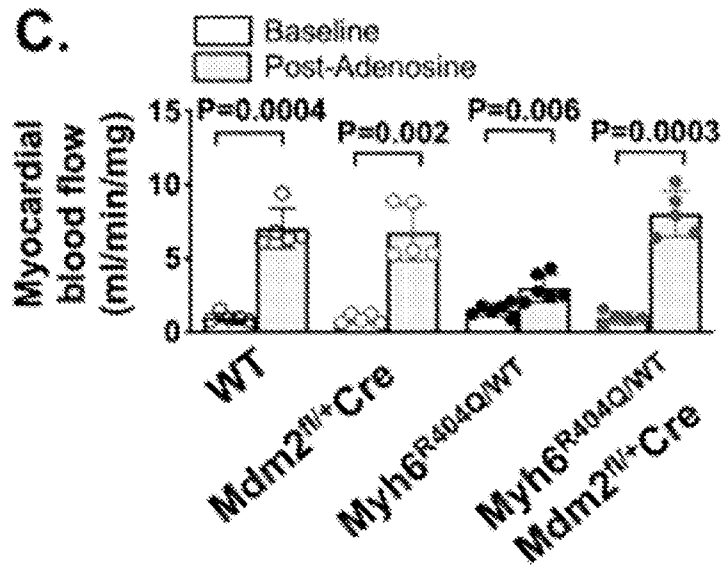 C.
Baseline
Post-Adenosine
Myocardial
blood flow
(ml/min/mg)
15
10
5
0
P=0.0004
P=0.002
P=0.006
P=0.0003
WT
Mdm2fl/+Cre
Myh6R404Q/WT
Myh6R404Q/WT
Mdm2fl/+Cre